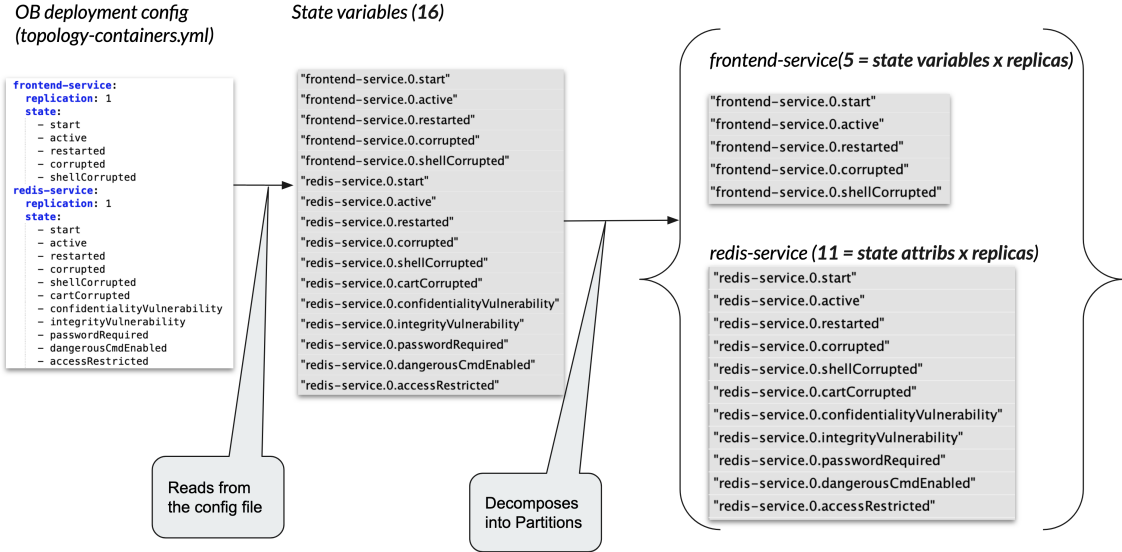 OB deployment config
(topology-containers.yml)
frontend-service:
replication: 1
state:
- start
- active
- restarted
- corrupted
- shellCorrupted
redis-service:
replication: 1
state:
- start
- active
- restarted
- corrupted
- shellCorrupted
- cartCorrupted
- confidentialityVulnerability
- integrityVulnerability
- passwordRequired
- dangerousCmdEnabled
- accessRestricted
Reads from
the config file
State variables (16)
"frontend-service.0.start"
"frontend-service.0.active"
"frontend-service.0.restarted"
"frontend-service.0.corrupted"
"frontend-service.0.shellCorrupted"
"redis-service.0.start"
"redis-service.0.active"
"redis-service.0.restarted"
"redis-service.0.corrupted"
"redis-service.0.shellCorrupted"
"redis-service.0.cartCorrupted"
"redis-service.0.confidentialityVulnerability"
"redis-service.0.integrityVulnerability"
"redis-service.0.passwordRequired"
"redis-service.0.dangerousCmdEnabled"
"redis-service.0.accessRestricted"
Decomposes
into Partitions
frontend-service(5 = state variables x replicas)
"frontend-service.0.start"
"frontend-service.0.active"
"frontend-service.0.restarted"
"frontend-service.0.corrupted"
"frontend-service.0.shellCorrupted"
redis-service (11 = state attribs x replicas)
"redis-service.0.start"
"redis-service.0.active"
"redis-service.0.restarted"
"redis-service.0.corrupted"
"redis-service.0.shellCorrupted"
"redis-service.0.cartCorrupted"
"redis-service.0.confidentialityVulnerability"
"redis-service.0.integrityVulnerability"
"redis-service.0.passwordRequired"
"redis-service.0.dangerousCmdEnabled"
"redis-service.0.accessRestricted"